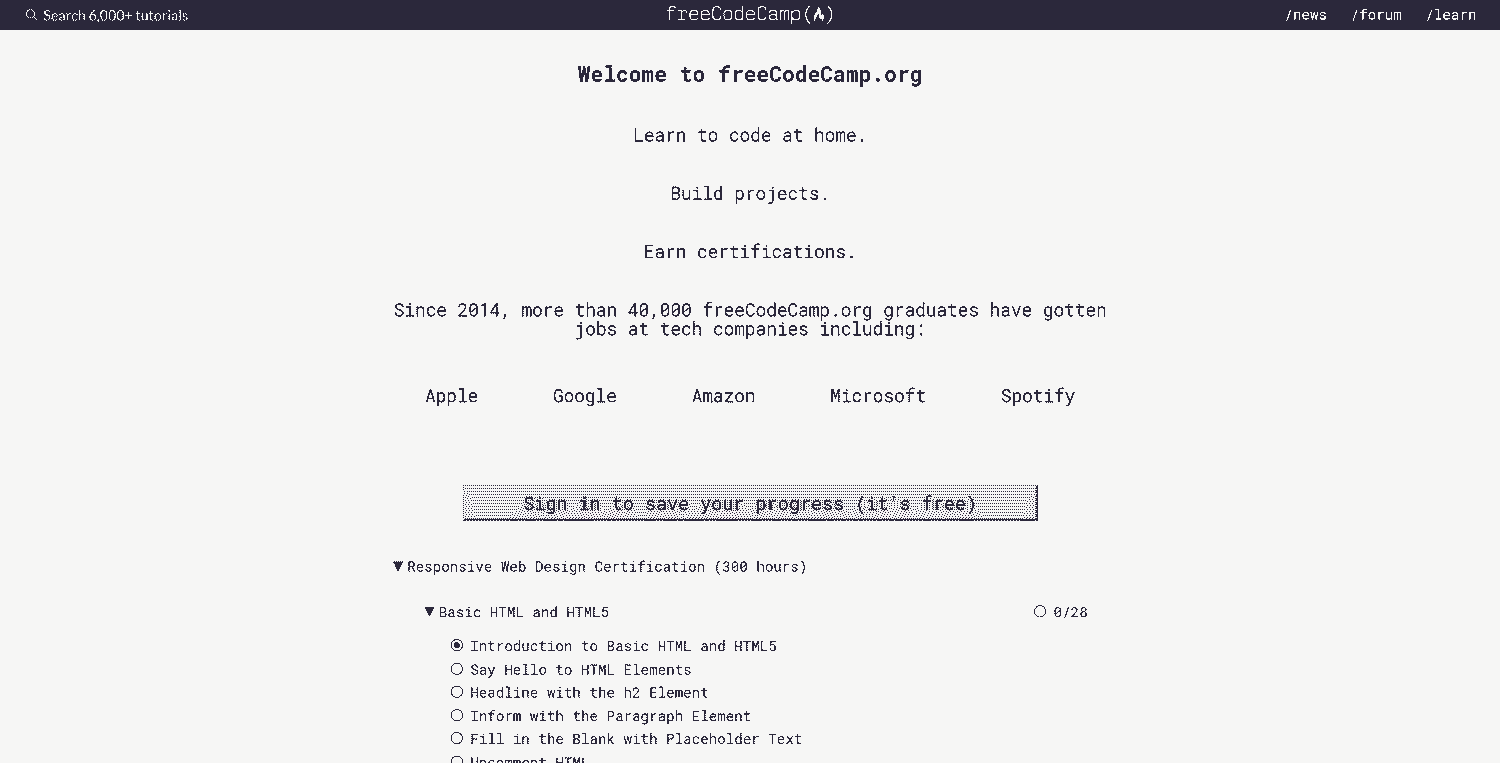 Search 6,000+ tutorials
freeCodeCamp
/news /forum /learn
Welcome to freeCodeCamp.org
Learn to code at home.
Build projects.
Earn certifications.
Since 2014, more than 40,000 freeCodeCamp.org graduates have gotten
jobs at tech companies including:
Apple Google Amazon Microsoft Spotify
Sign in to save your progress (it's free)
Responsive Web Design Certification (300 hours)
Basic HTML and HTML5 0/28
Introduction to Basic HTML and HTML5
Say Hello to HTML Elements
Headline with the h2 Element
Inform with the Paragraph Element
Fill in the Blank with Placeholder Text
Uncomment HTML